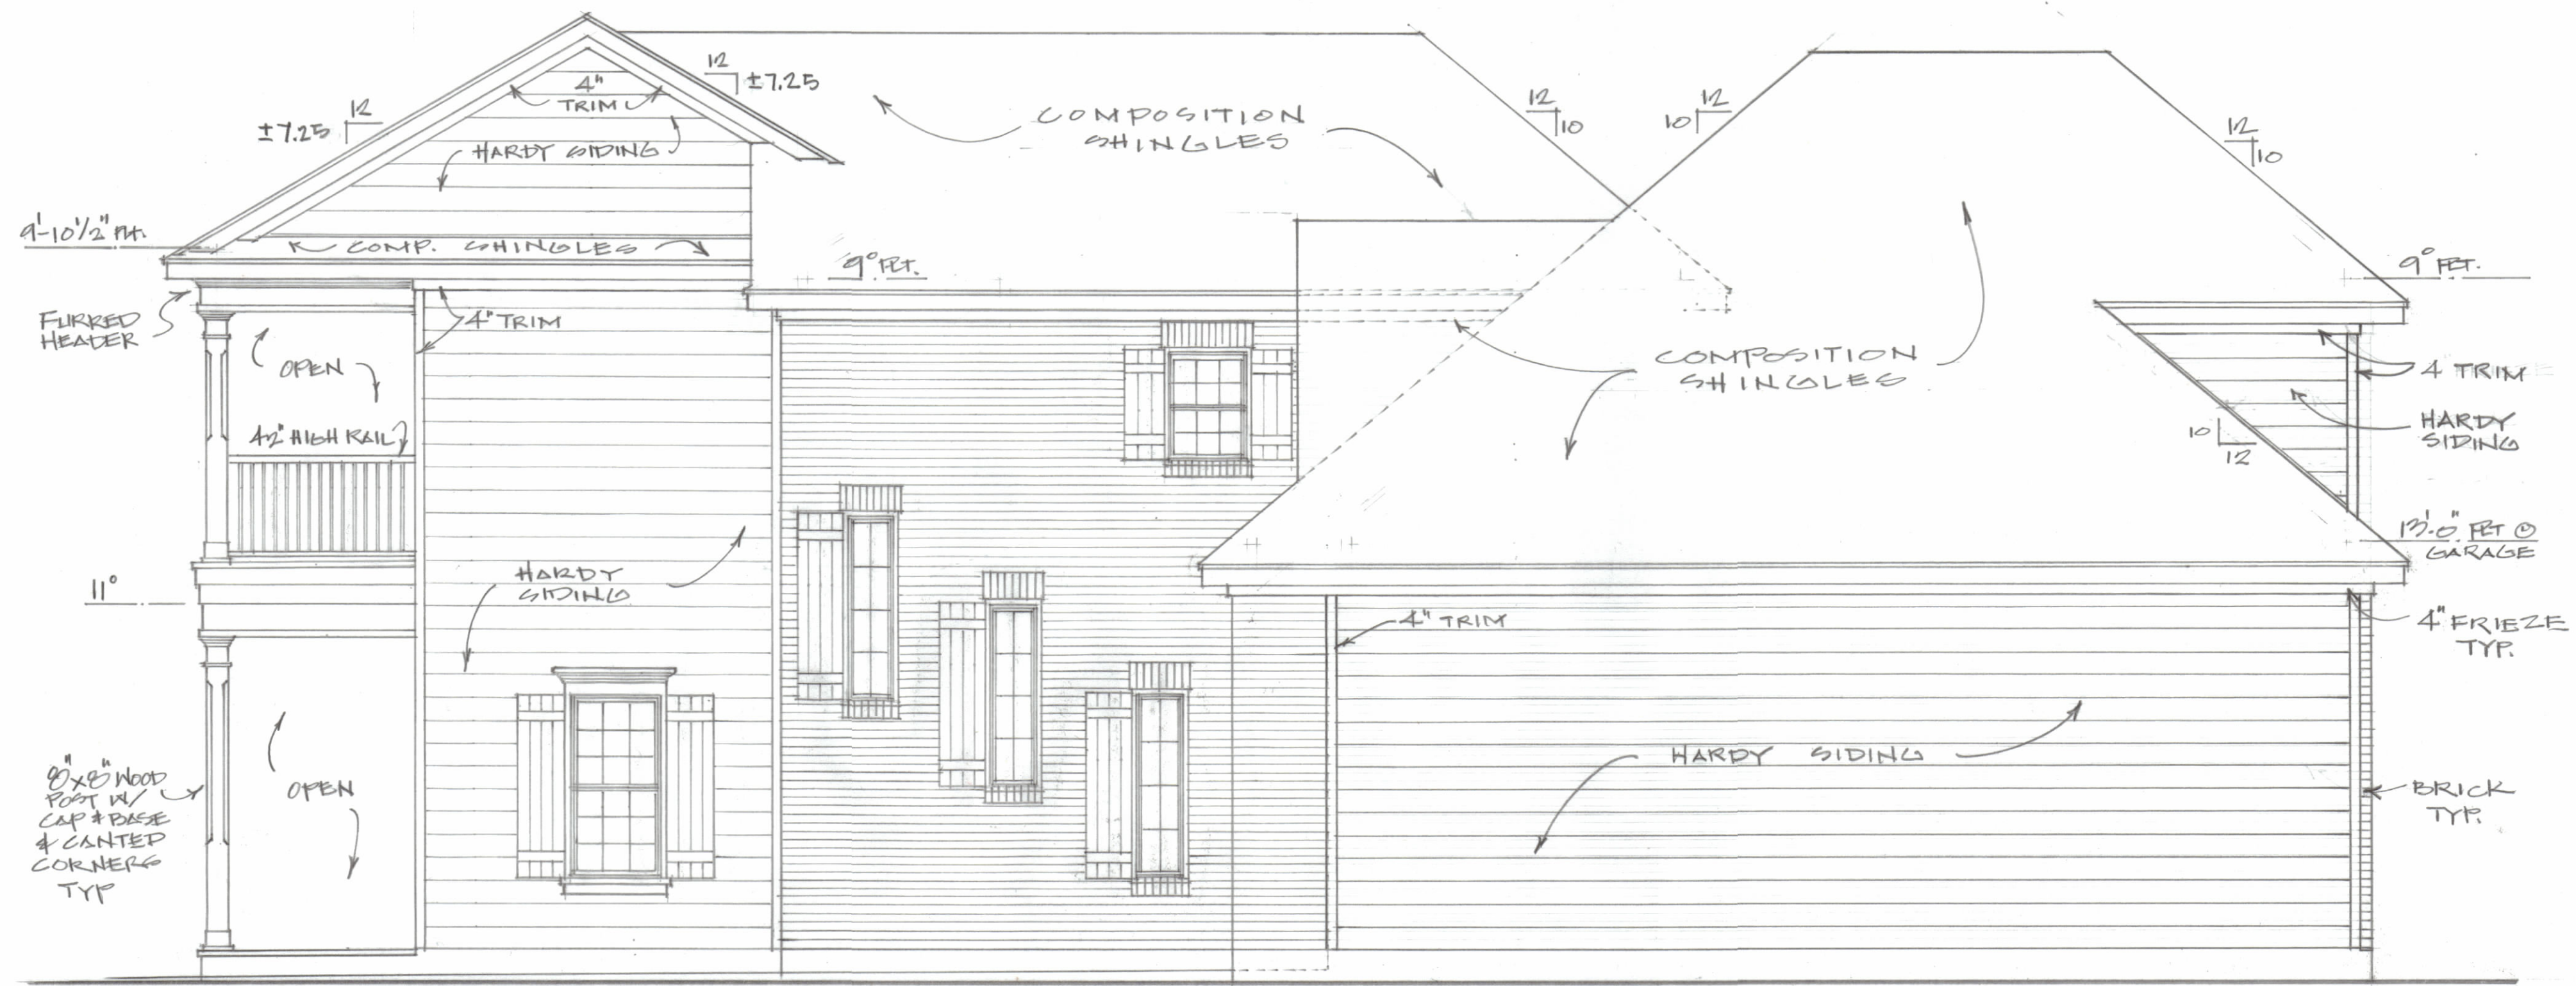 12
±7.25
4"
TRIM
12
±7.25
HARDY SIDING
COMPOSITION
SHINGLES
12
10
12
10
12
10
9'-10 1/2" PLT.
COMP. SHINGLES
9° PLT.
9° PLT.
FURRED
HEADER
4" TRIM
OPEN
42" HIGH RAIL
COMPOSITION
SHINGLES
4 TRIM
HARDY
SIDING
10
12
13'-0" PLT @
GARAGE
11°
HARDY
SIDING
4" TRIM
4" FRIEZE
TYP.
8"x8" WOOD
POST W/
CAP & BASE
& CANTED
CORNERS
TYP
OPEN
HARDY SIDING
BRICK
TYP.